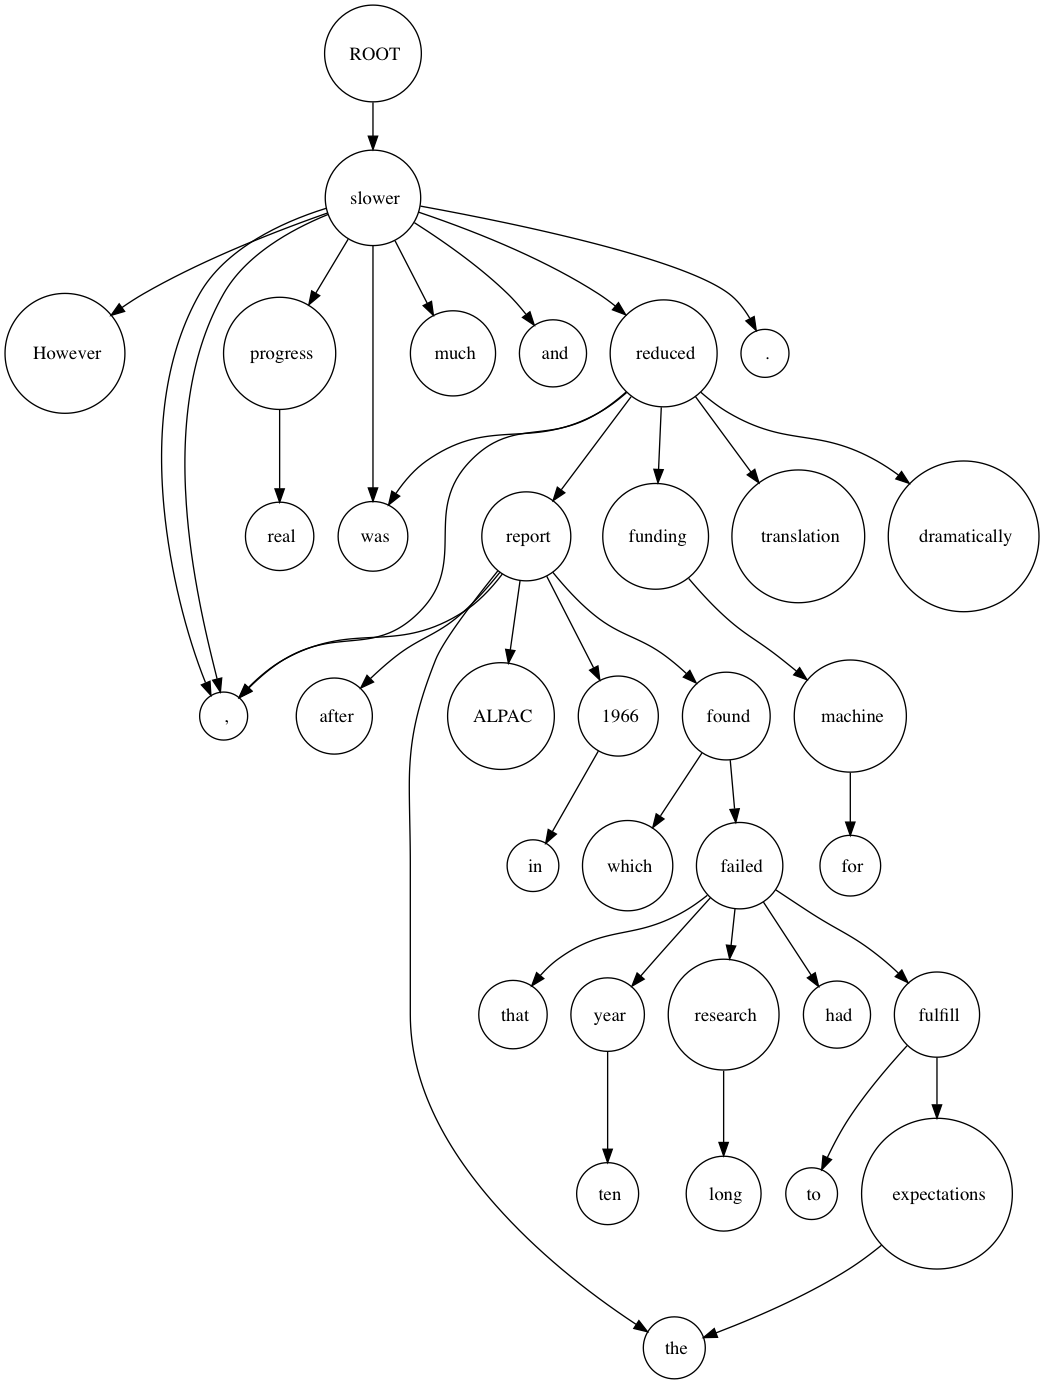 ROOT
slower
However
progress
much
and
reduced
.
real
was
report
funding
translation
dramatically
,
after
ALPAC
1966
found
machine
in
which
failed
for
that
year
research
had
fulfill
ten
long
to
expectations
the